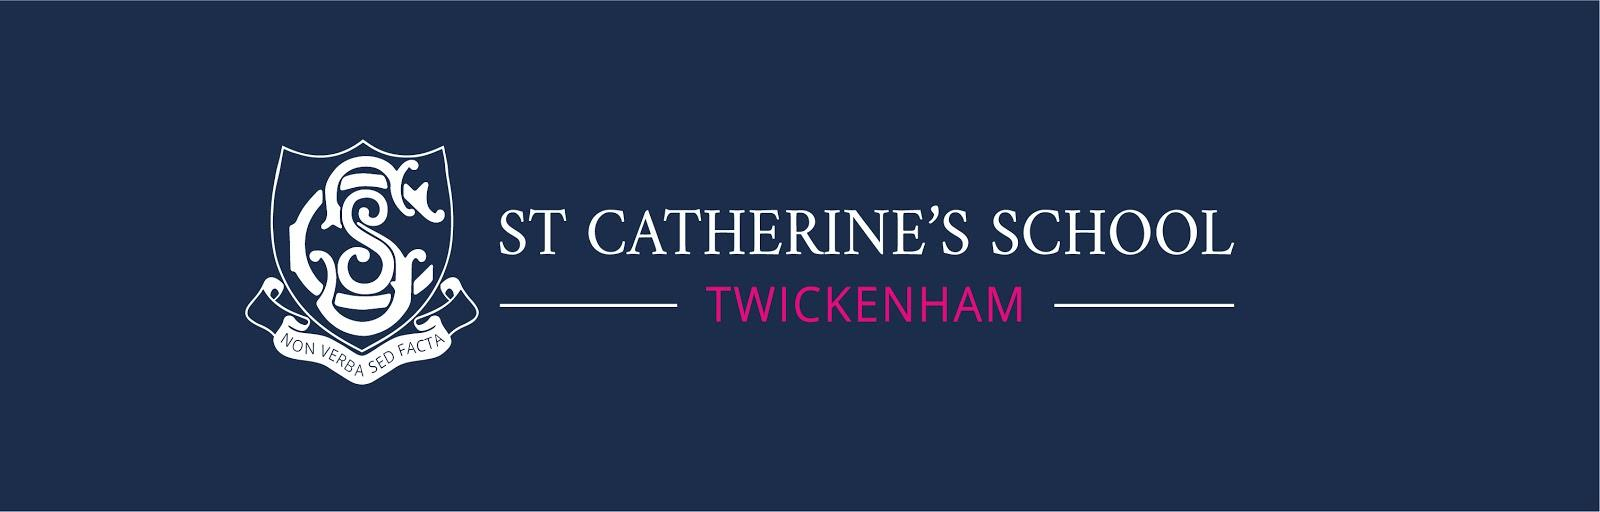 ST CATHERINE’S SCHOOL
TWICKENHAM
NON VERBA SED FACTA